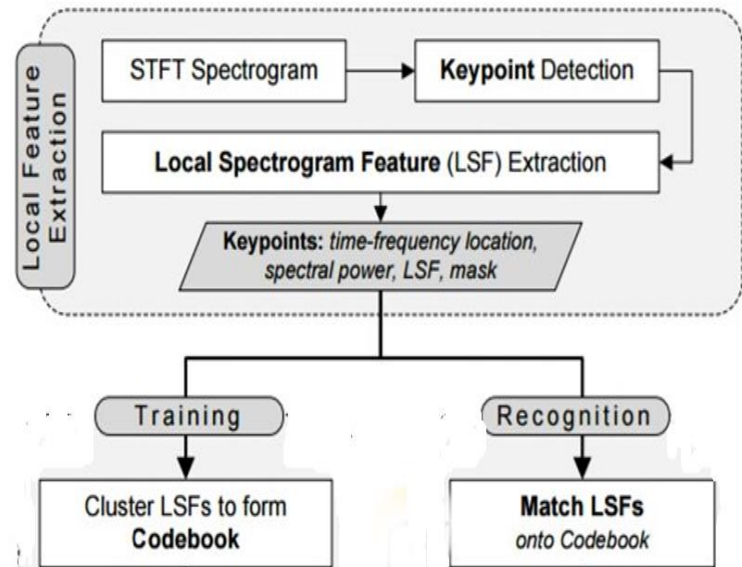 Local Feature
Extraction
STFT Spectrogram
Keypoint Detection
Local Spectrogram Feature (LSF) Extraction
Keypoints: time-frequency location,
spectral power, LSF, mask
Training
Recognition
Cluster LSFs to form
Codebook
Match LSFs
onto Codebook